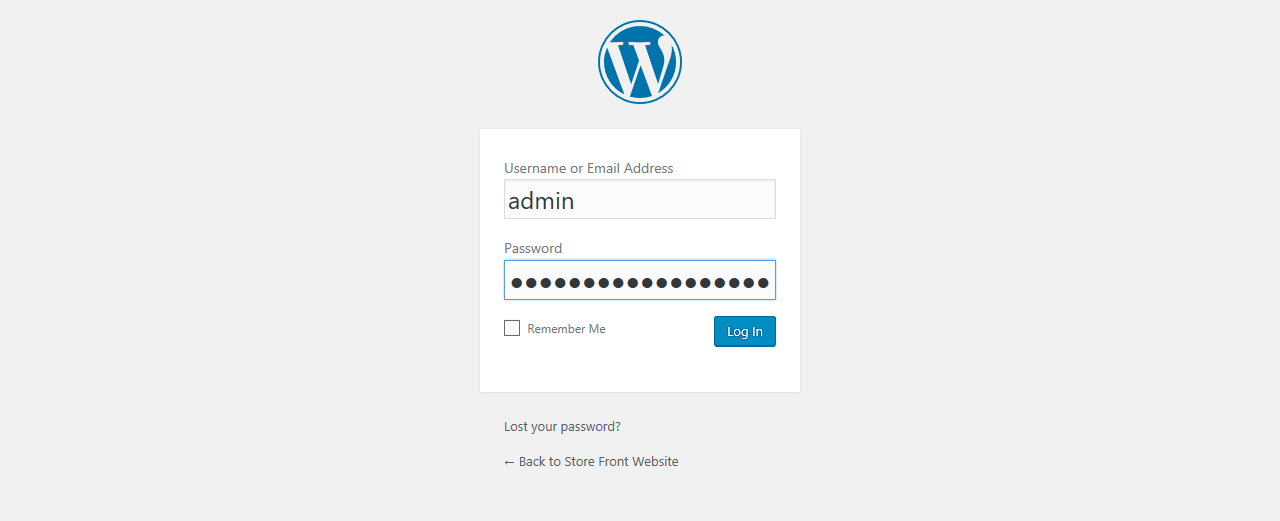 Username or Email Address
admin
Password
●●●●●●●●●●●●●●●●●●
Remember Me
Log In
Lost your password?
← Back to Store Front Website